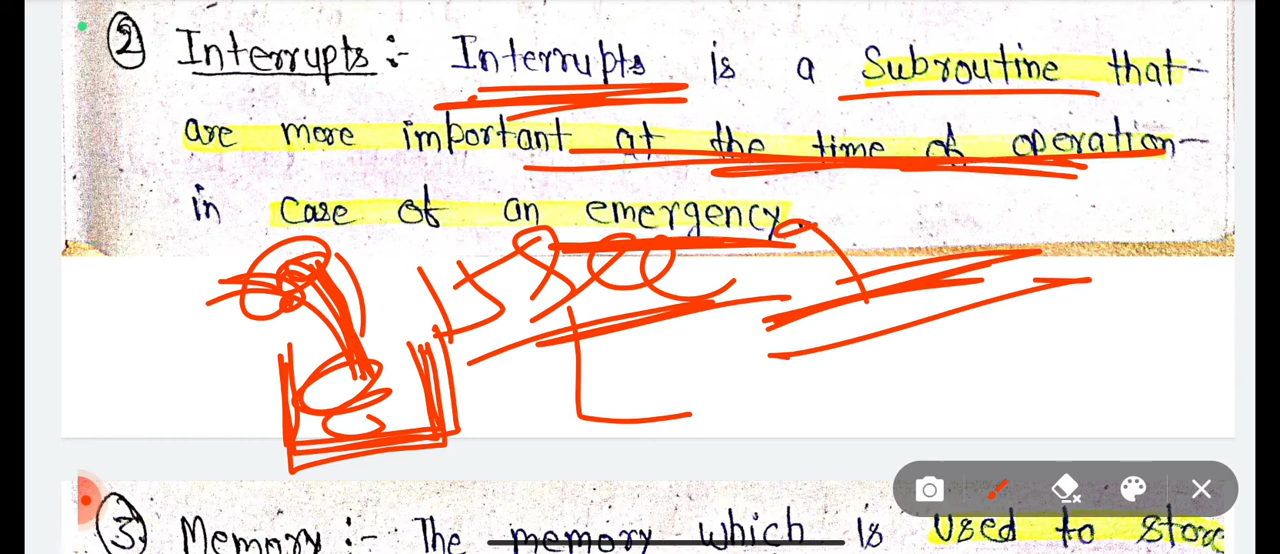 ② Interrupts :- Interrupts is a Subroutine that
are more important at the time of operation
in case of an emergency.
③ Memory :- The memory which is used to store